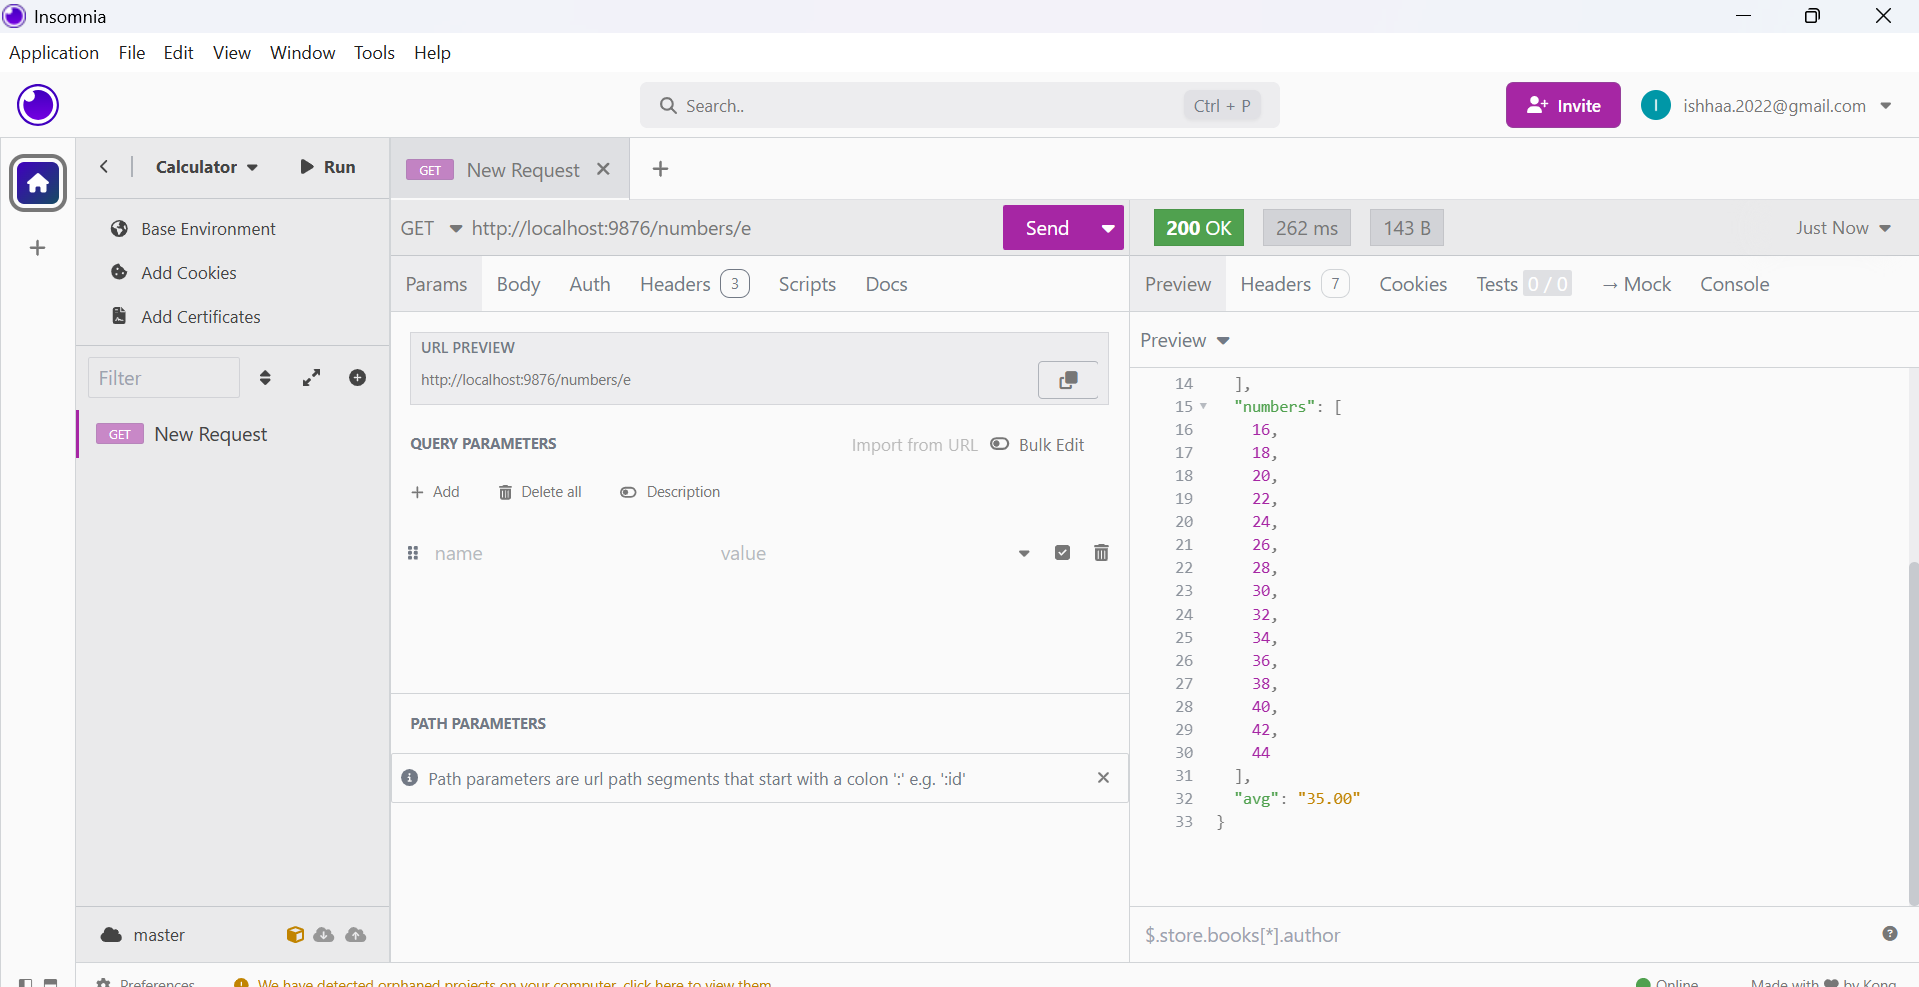 Insomnia
Application File Edit View Window Tools Help
Search.. Ctrl + P
Invite
I ishhaa.2022@gmail.com
Calculator Run
GET New Request
Base Environment
Add Cookies
Add Certificates
Filter
GET New Request
master
GET http://localhost:9876/numbers/e Send
Params Body Auth Headers 3 Scripts Docs
URL PREVIEW
http://localhost:9876/numbers/e
QUERY PARAMETERS Import from URL Bulk Edit
Add Delete all Description
name value
PATH PARAMETERS
Path parameters are url path segments that start with a colon ':' e.g. ':id'
200 OK 262 ms 143 B Just Now
Preview Headers 7 Cookies Tests 0 / 0 → Mock Console
Preview
14 ],
15 "numbers": [
16 16,
17 18,
18 20,
19 22,
20 24,
21 26,
22 28,
23 30,
24 32,
25 34,
26 36,
27 38,
28 40,
29 42,
30 44
31 ],
32 "avg": "35.00"
33 }
$.store.books[*].author
Preferences We have detected orphaned projects on your computer, click here to view them. Online Made with by Kong